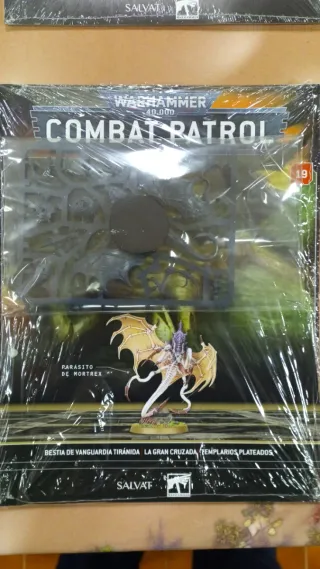 SALVAT
WARHAMMER
40,000
COMBAT PATROL
19
PARÁSITO
DE MORTREX
BESTIA DE VANGUARDIA TIRÁNIDA LA GRAN CRUZADA TEMPLARIOS PLATEADOS
SALVAT